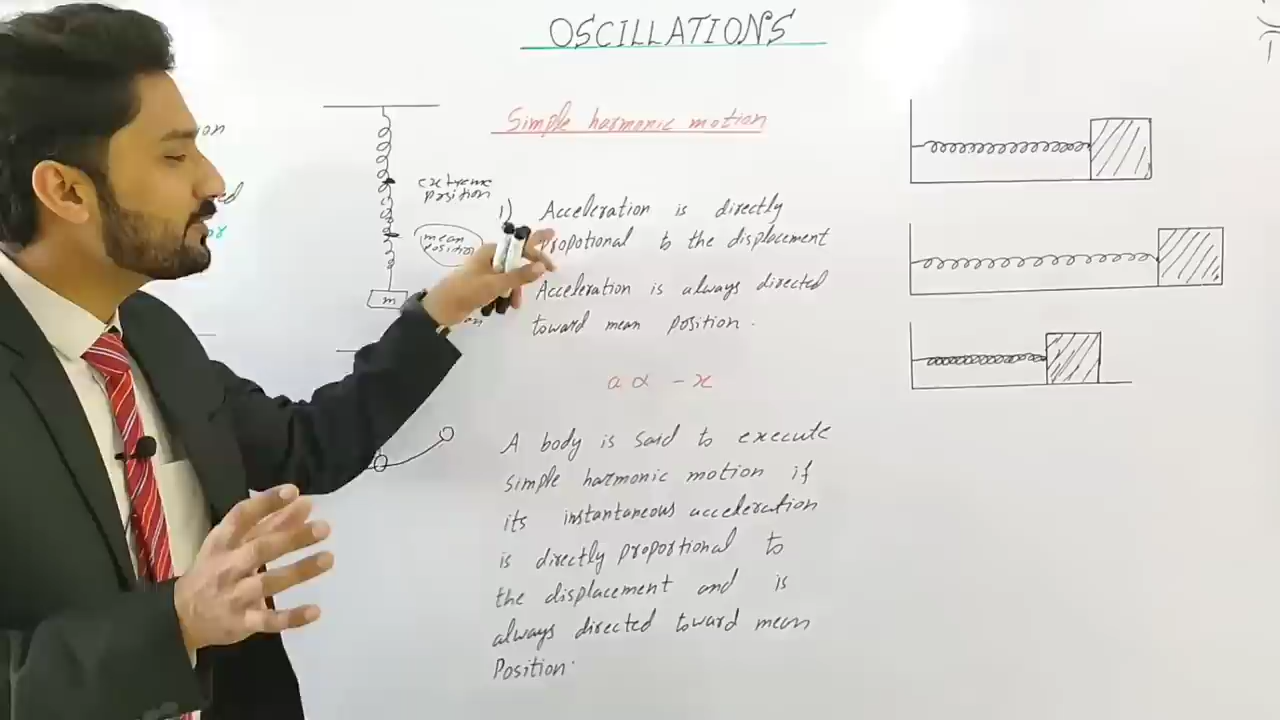 OSCILLATIONS
Simple harmonic motion
extreme
position
mean
position
m
1) Acceleration is directly
propotional to the displacement
Acceleration is always directed
toward mean position.
a ∝ - x
A body is said to execute
simple harmonic motion if
its instantaneous acceleration
is directly proportional to
the displacement and is
always directed toward mean
Position.